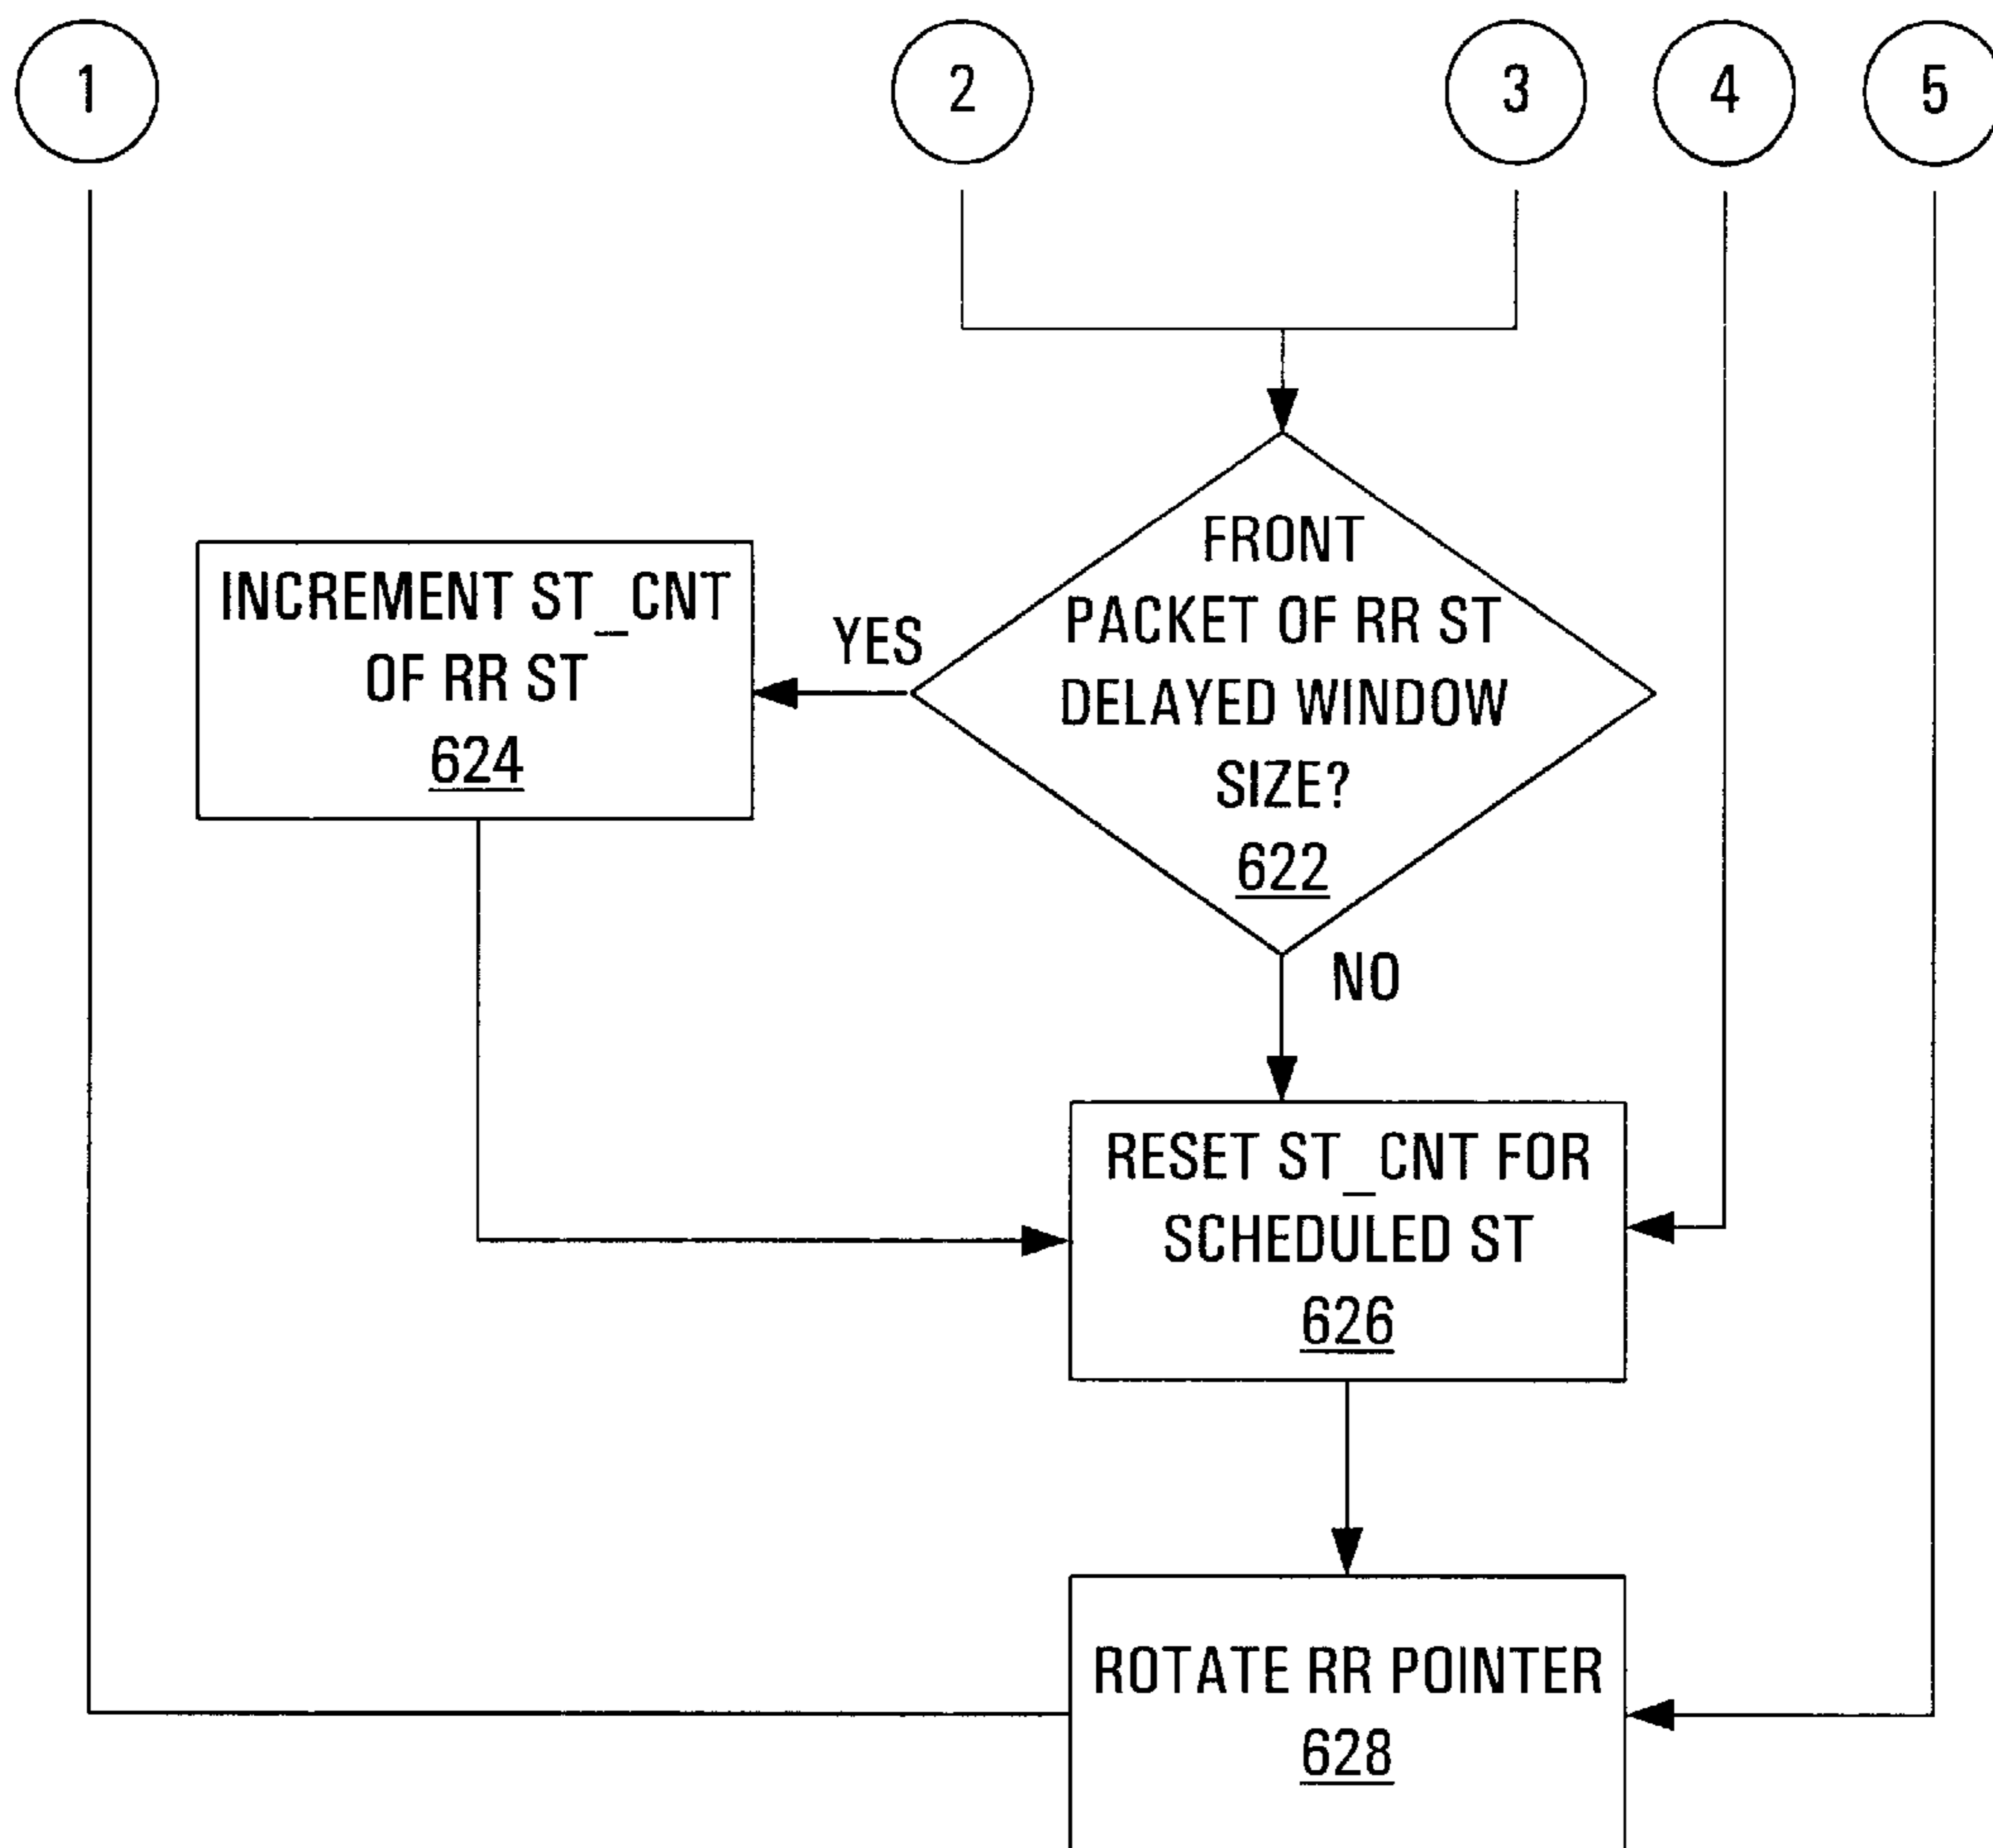 1
2
3
4
5
FRONT
PACKET OF RR ST
DELAYED WINDOW
SIZE?
622
YES
INCREMENT ST_CNT
OF RR ST
624
NO
RESET ST_CNT FOR
SCHEDULED ST
626
ROTATE RR POINTER
628